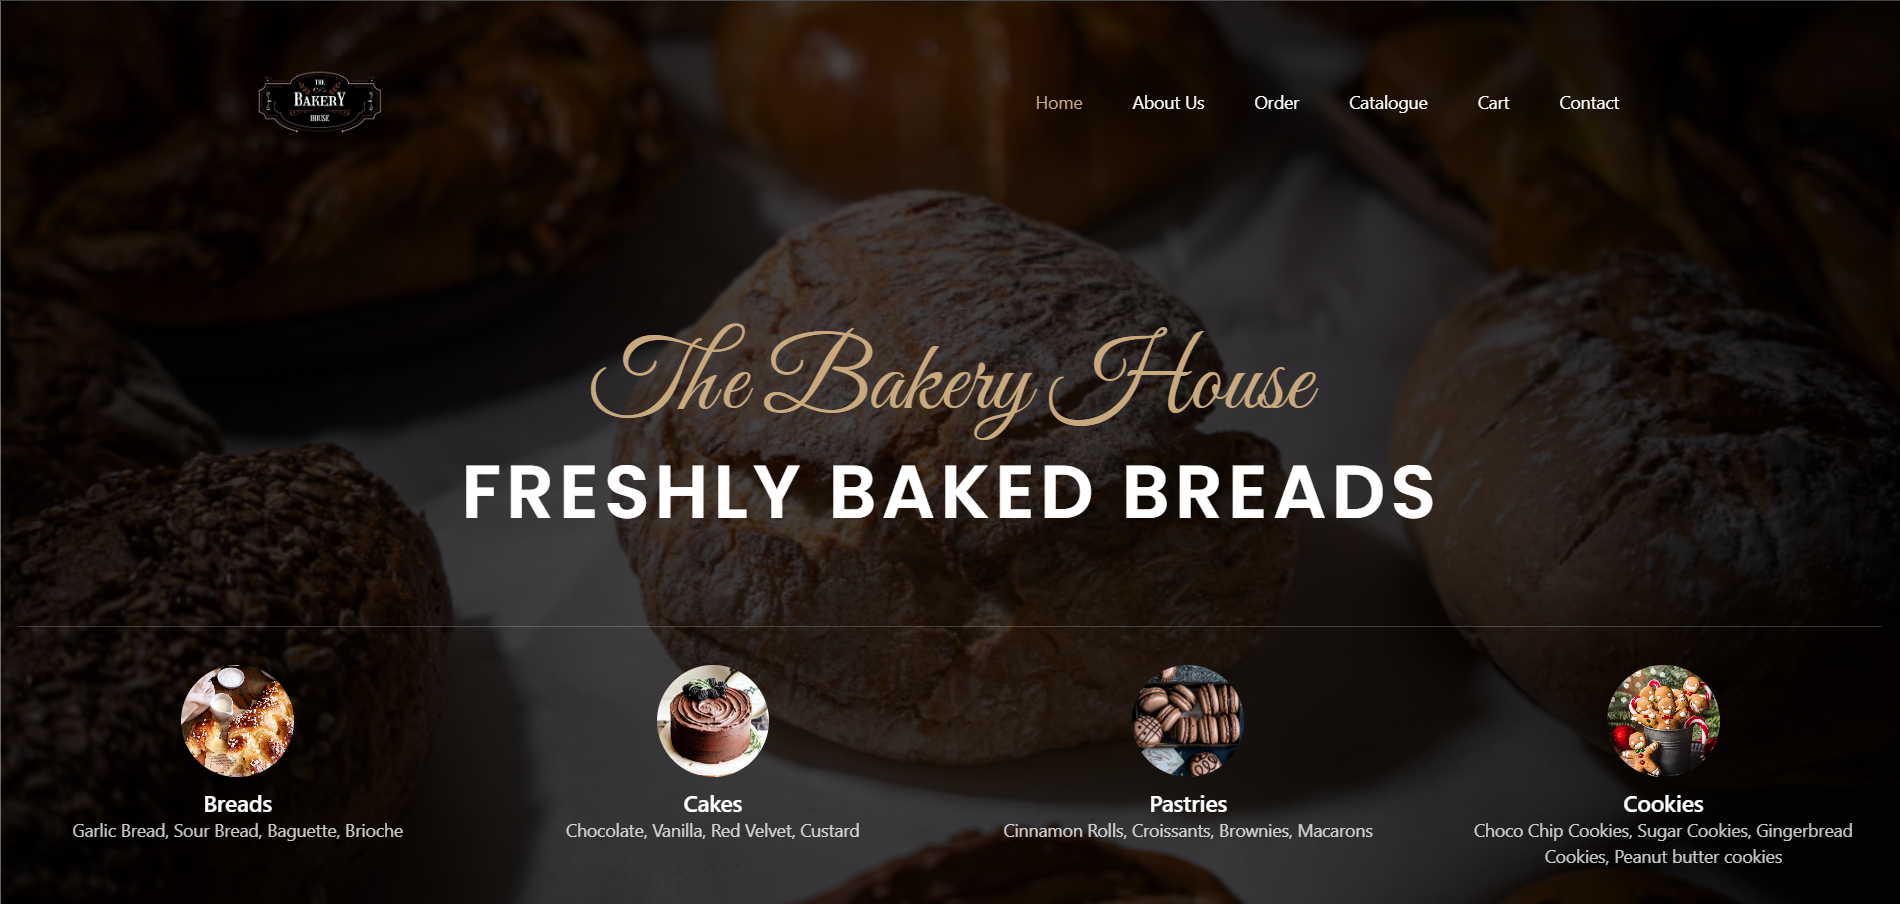 THE
BAKERY
HOUSE
Home About Us Order Catalogue Cart Contact
The Bakery House
FRESHLY BAKED BREADS
Breads
Garlic Bread, Sour Bread, Baguette, Brioche
Cakes
Chocolate, Vanilla, Red Velvet, Custard
Pastries
Cinnamon Rolls, Croissants, Brownies, Macarons
Cookies
Choco Chip Cookies, Sugar Cookies, Gingerbread
Cookies, Peanut butter cookies